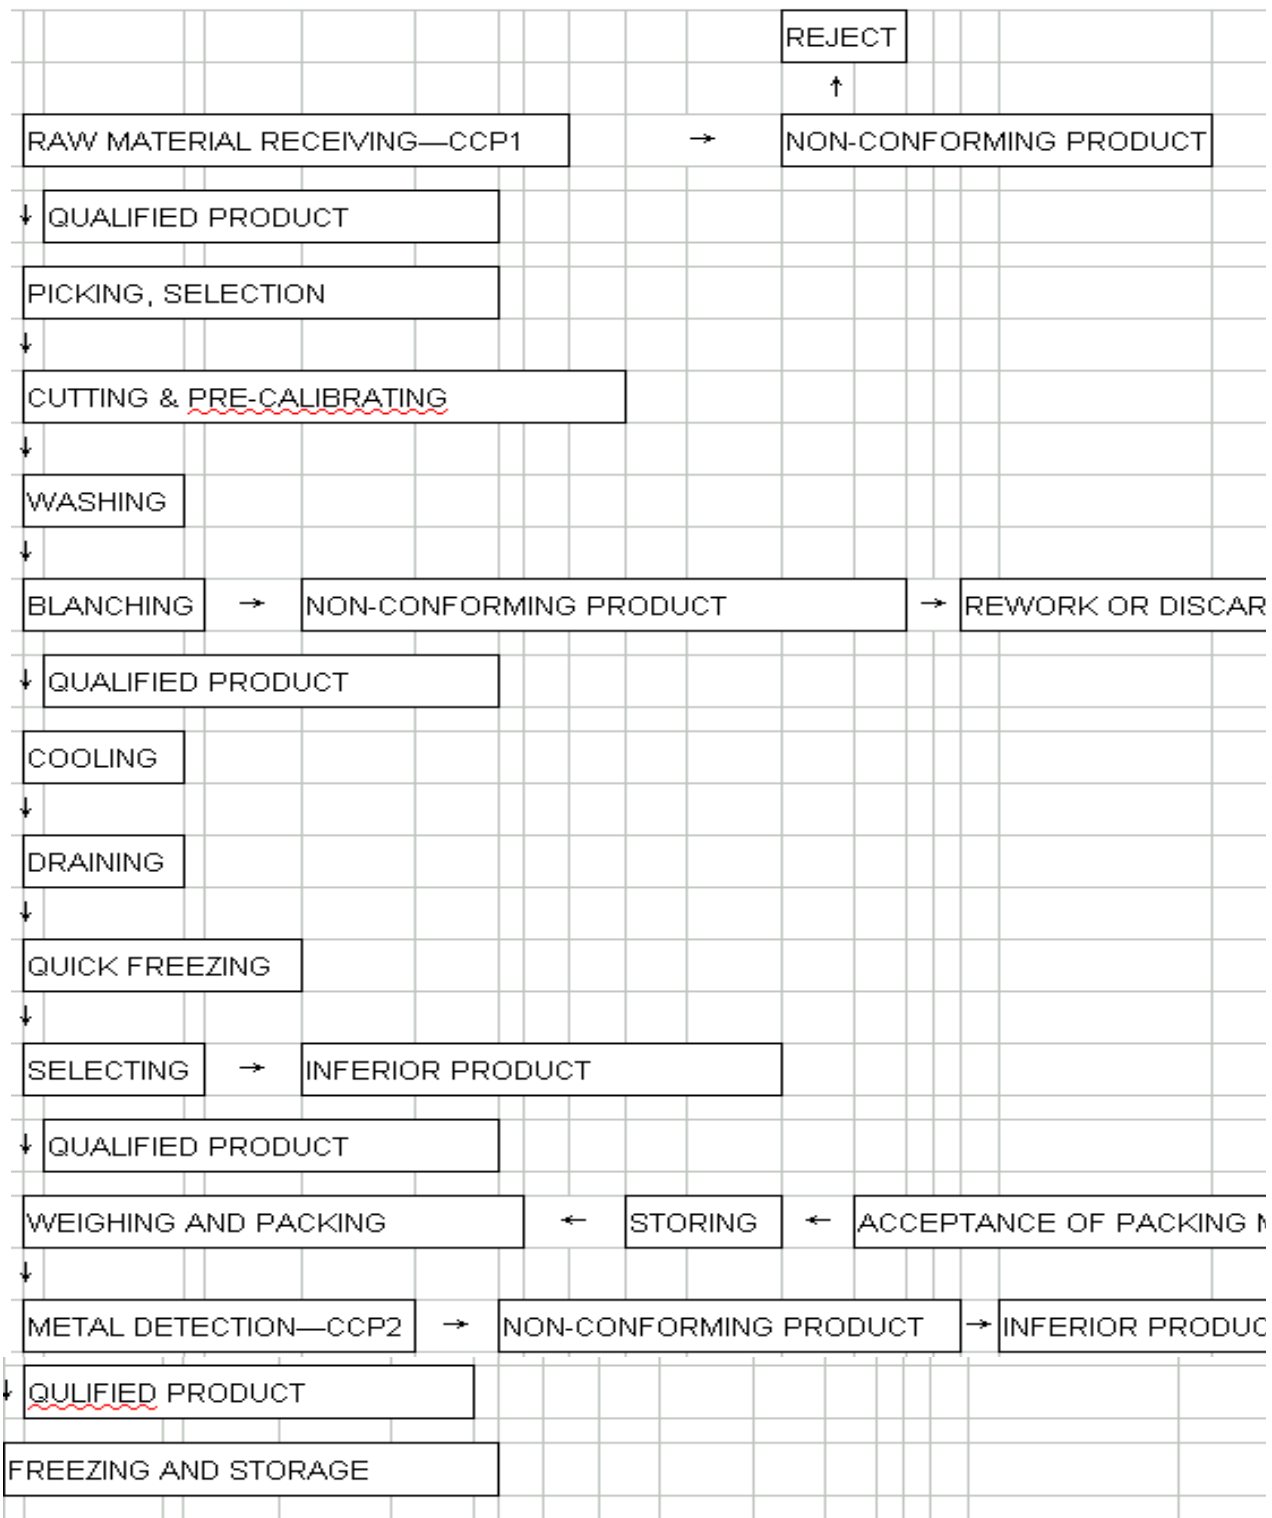 REJECT
↑
RAW MATERIAL RECEIVING—CCP1 → NON-CONFORMING PRODUCT
↓ QUALIFIED PRODUCT
PICKING, SELECTION
↓
CUTTING & PRE-CALIBRATING
↓
WASHING
↓
BLANCHING → NON-CONFORMING PRODUCT → REWORK OR DISCAR
↓ QUALIFIED PRODUCT
COOLING
↓
DRAINING
↓
QUICK FREEZING
↓
SELECTING → INFERIOR PRODUCT
↓ QUALIFIED PRODUCT
WEIGHING AND PACKING ← STORING ← ACCEPTANCE OF PACKING
↓
METAL DETECTION—CCP2 → NON-CONFORMING PRODUCT → INFERIOR PRODUC
↓ QULIFIED PRODUCT
FREEZING AND STORAGE